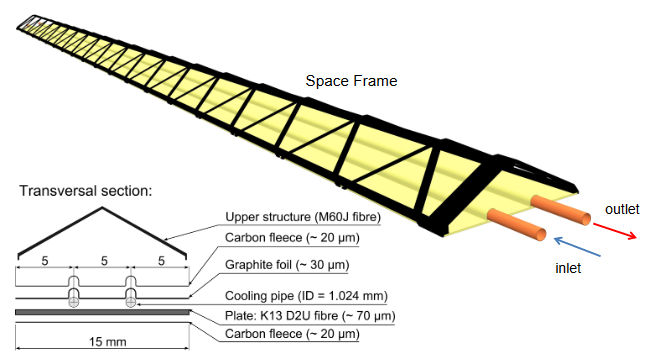 Space Frame
outlet
inlet
Transversal section:
Upper structure (M60J fibre)
Carbon fleece (~ 20 µm)
5 5 5
Graphite foil (~ 30 µm)
Cooling pipe (ID = 1.024 mm)
Plate: K13 D2U fibre (~ 70 µm)
Carbon fleece (~ 20 µm)
15 mm